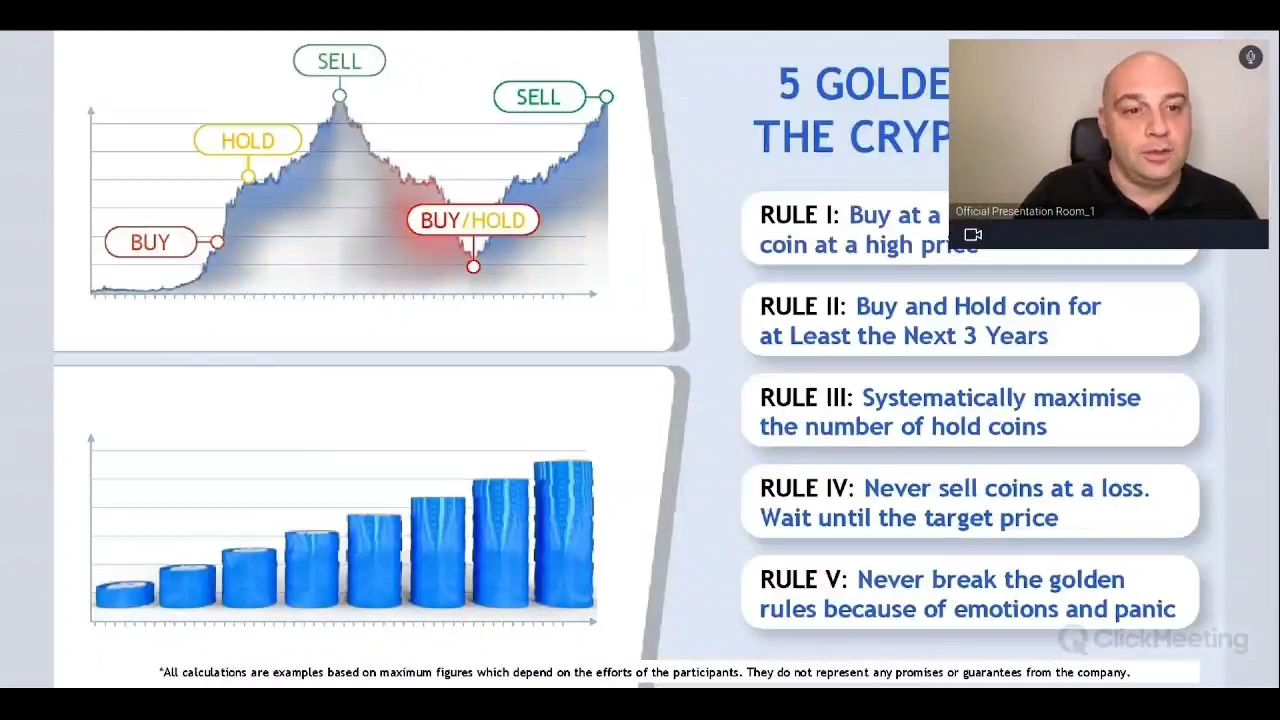 SELL
SELL
HOLD
BUY/HOLD
BUY
5 GOLDE
THE CRYP
Official Presentation Room_1
RULE I: Buy at a
coin at a high price
RULE II: Buy and Hold coin for
at Least the Next 3 Years
RULE III: Systematically maximise
the number of hold coins
RULE IV: Never sell coins at a loss.
Wait until the target price
RULE V: Never break the golden
rules because of emotions and panic
ClickMeeting
*All calculations are examples based on maximum figures which depend on the efforts of the participants. They do not represent any promises or guarantees from the company.